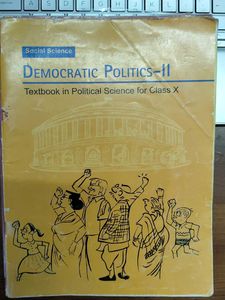 Social Science
DEMOCRATIC POLITICS–II
Textbook in Political Science for Class X